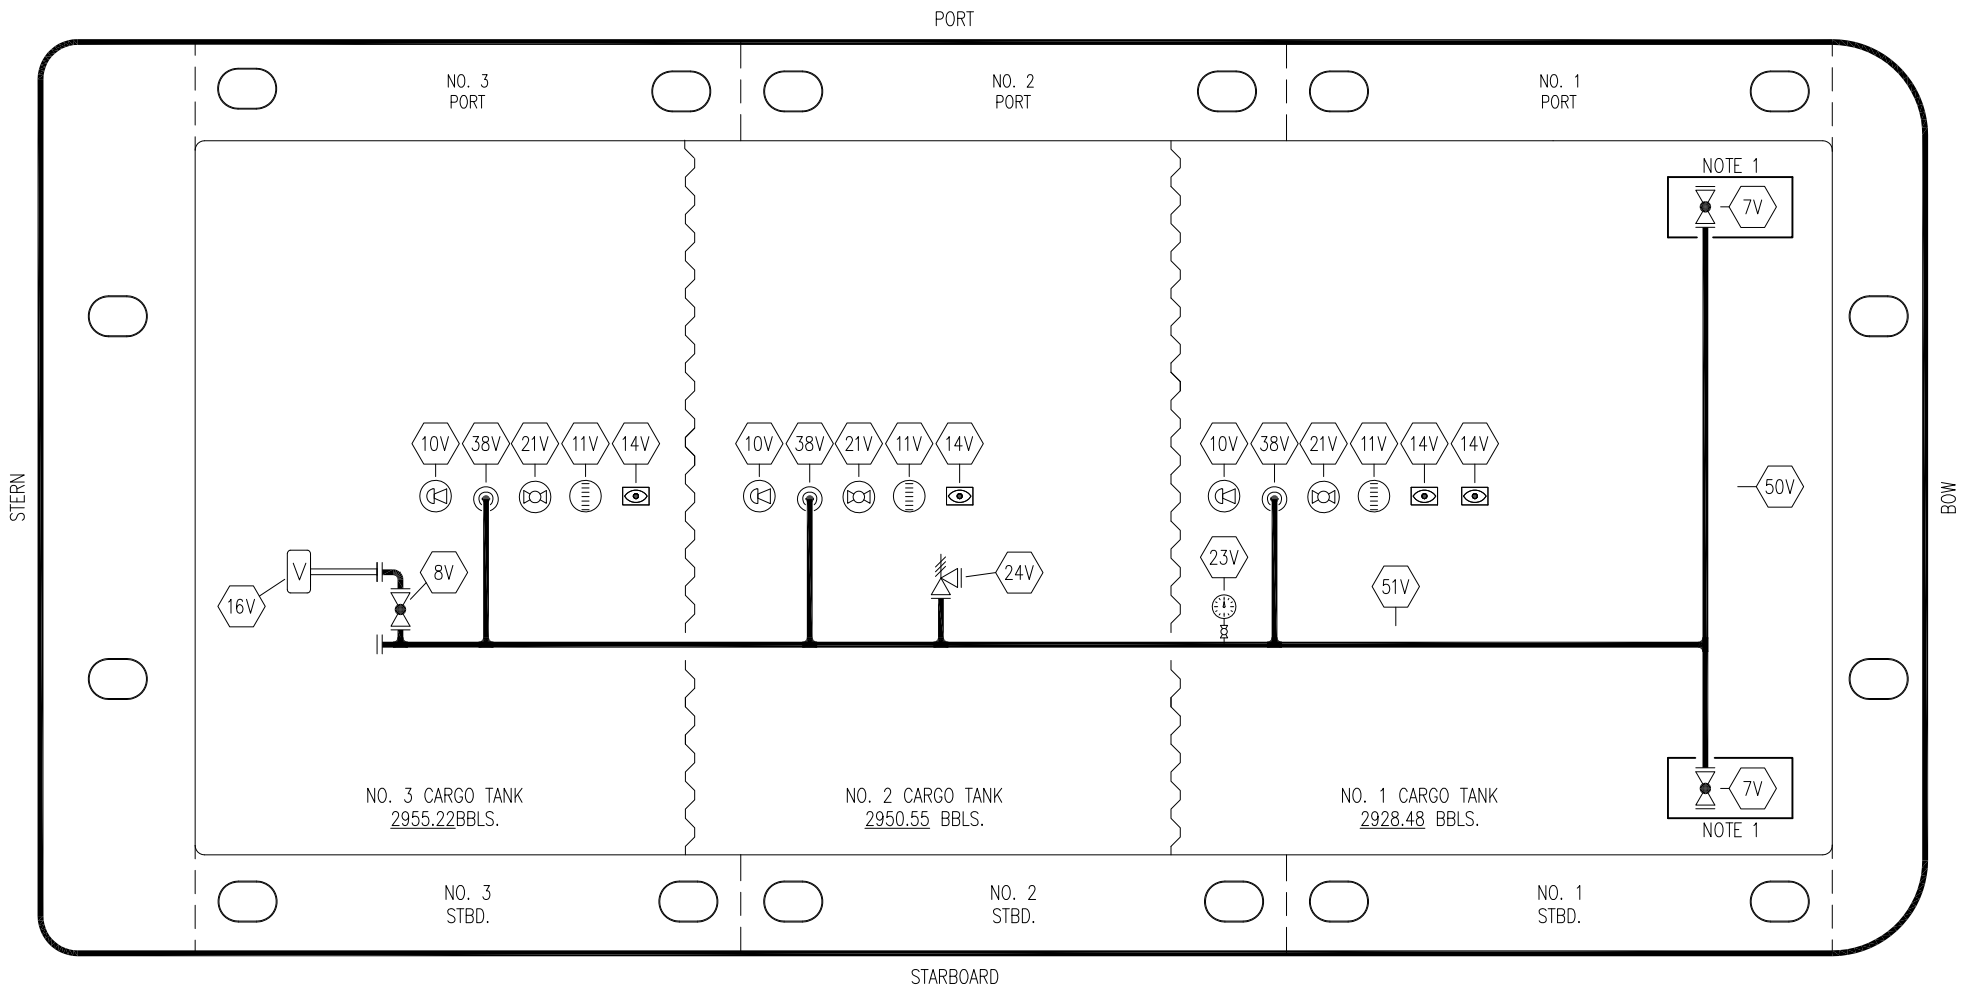 PORT
NO. 3
PORT
NO. 2
PORT
NO. 1
PORT
NOTE 1
7V
10V 38V 21V 11V 14V
10V 38V 21V 11V 14V
10V 38V 21V 11V 14V 14V
STERN
50V
BOW
16V
V
8V
24V
23V
51V
NO. 3 CARGO TANK
2955.22BBLS.
NO. 2 CARGO TANK
2950.55 BBLS.
NO. 1 CARGO TANK
2928.48 BBLS.
7V
NOTE 1
NO. 3
STBD.
NO. 2
STBD.
NO. 1
STBD.
STARBOARD